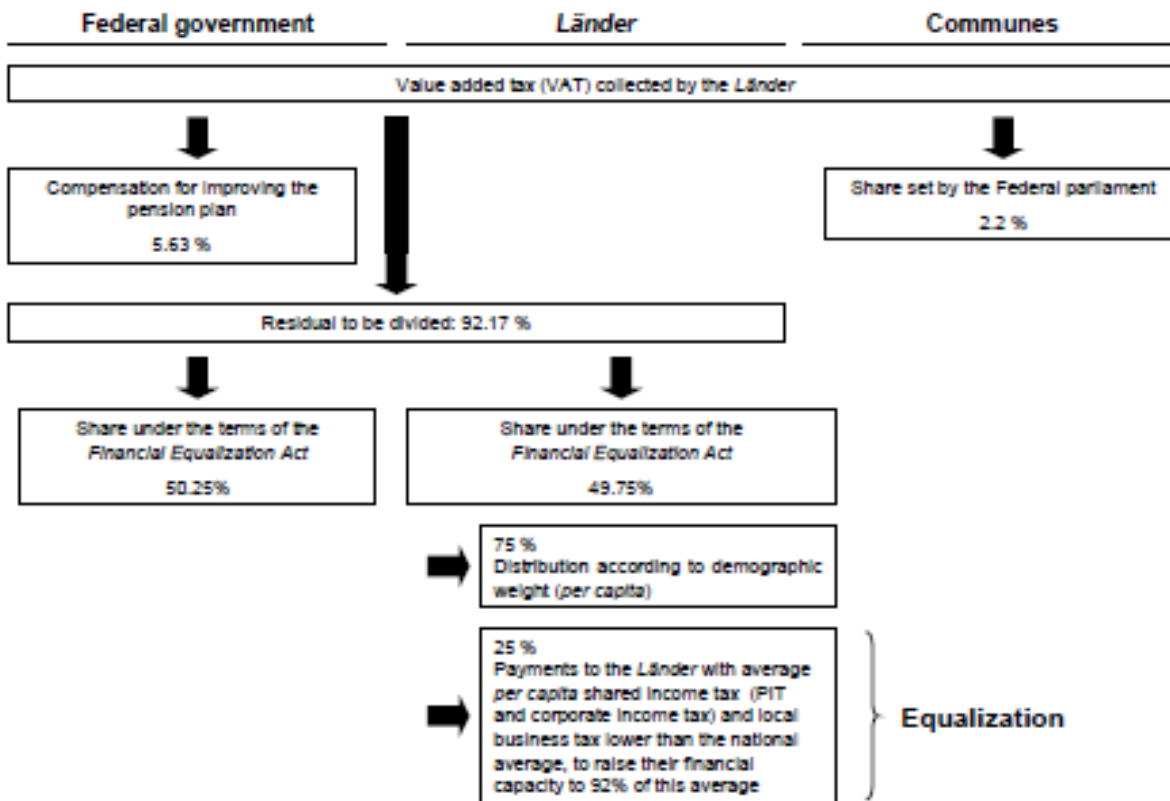 Federal government
Länder
Communes
Value added tax (VAT) collected by the Länder
Compensation for improving the
pension plan
5.63 %
Share set by the Federal parliament
2.2 %
Residual to be divided: 92.17 %
Share under the terms of the
Financial Equalization Act
50.25%
Share under the terms of the
Financial Equalization Act
49.75%
75 %
Distribution according to demographic
weight (per capita)
25 %
Payments to the Länder with average
per capita shared income tax (PIT
and corporate income tax) and local
business tax lower than the national
average, to raise their financial
capacity to 92% of this average
Equalization